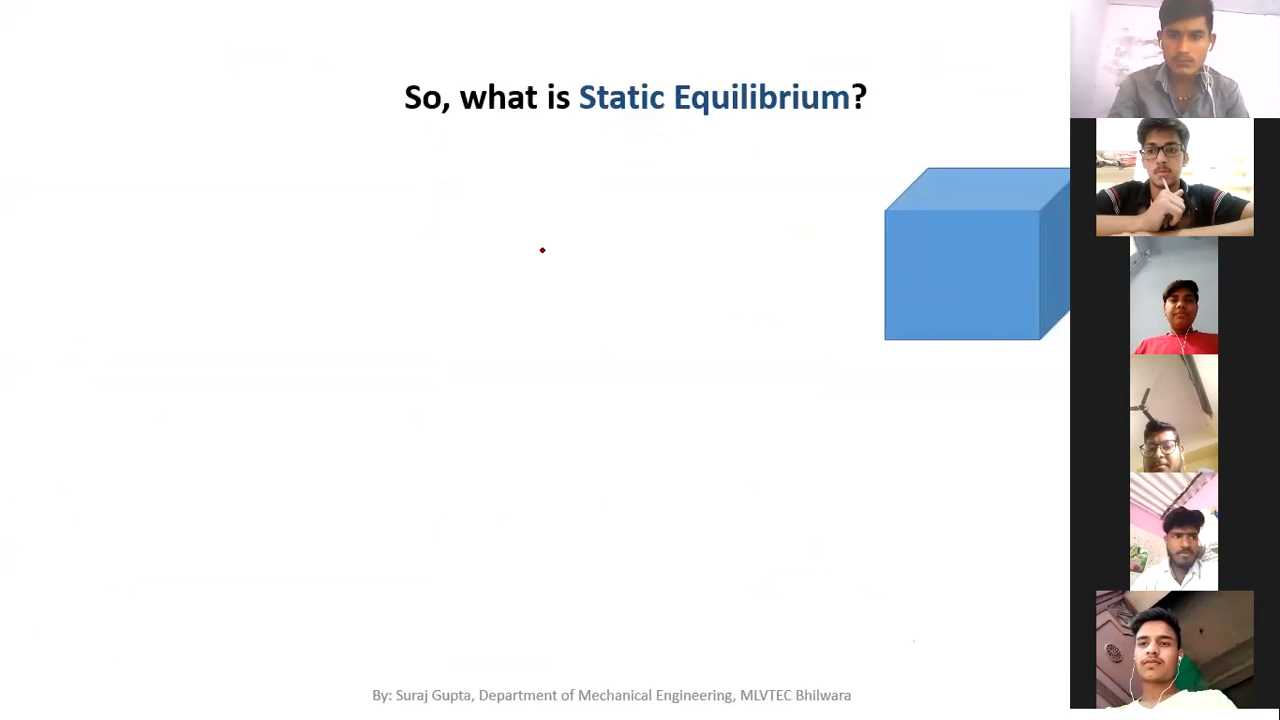 So, what is Static Equilibrium?
By: Suraj Gupta, Department of Mechanical Engineering, MLVTEC Bhilwara